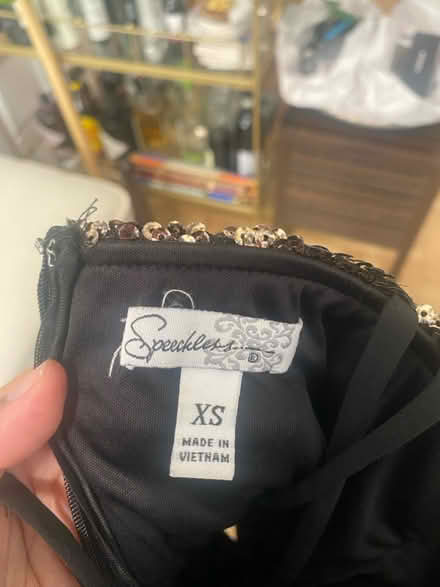 Speechless
®
XS
MADE IN
VIETNAM